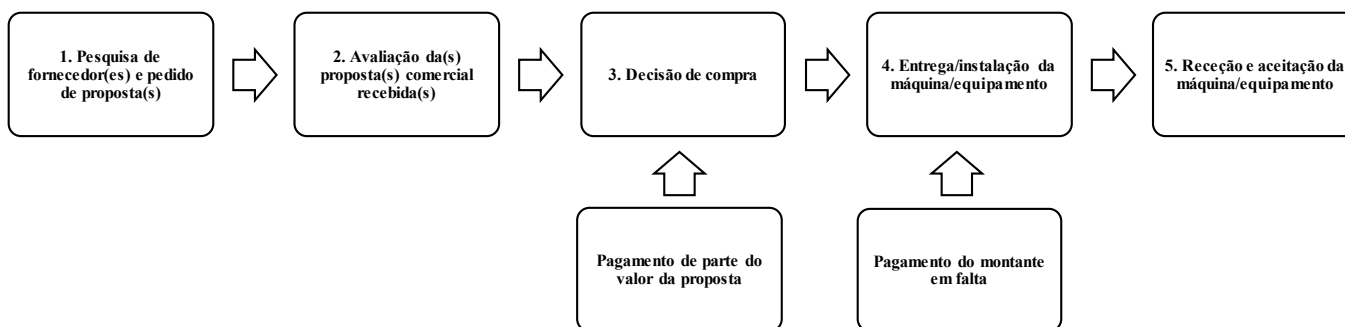 1. Pesquisa de
fornecedor(es) e pedido
de proposta(s)
2. Avaliação da(s)
proposta(s) comercial
recebida(s)
3. Decisão de compra
4. Entrega/instalação da
máquina/equipamento
5. Receção e aceitação da
máquina/equipamento
Pagamento de parte do
valor da proposta
Pagamento do montante
em falta